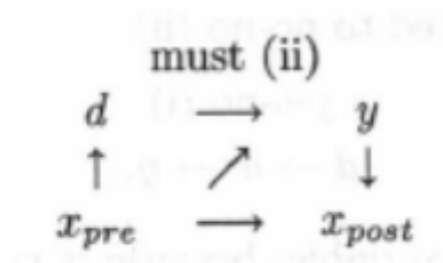 must (ii)
d → y
↑ ↗ ↓
x_pre → x_post